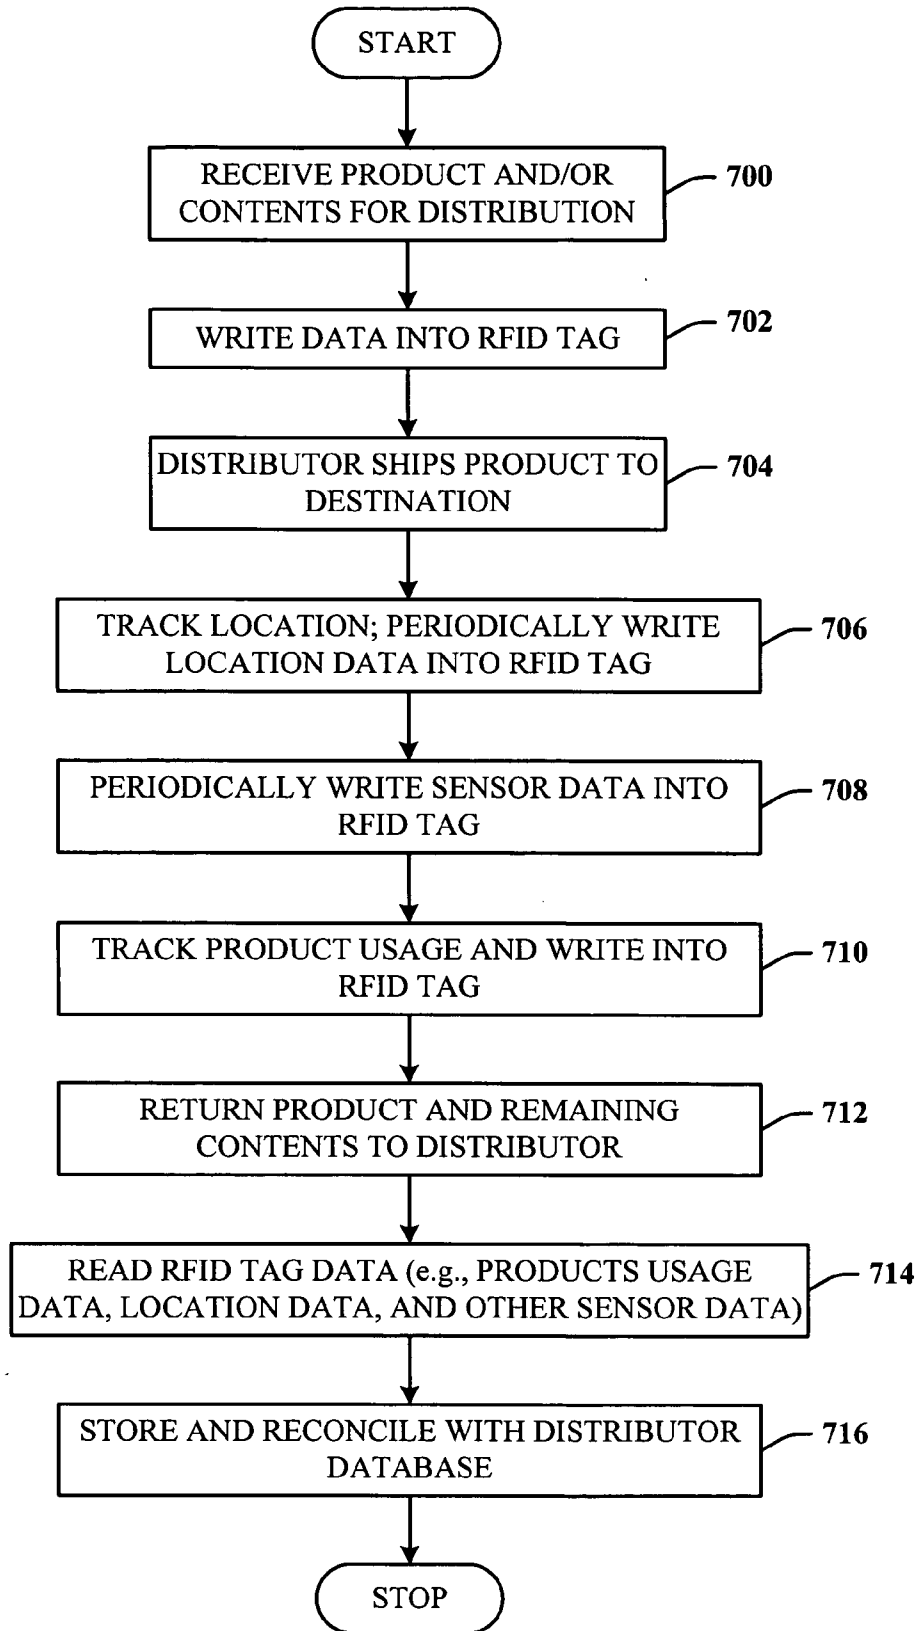 START
RECEIVE PRODUCT AND/OR
CONTENTS FOR DISTRIBUTION
700
WRITE DATA INTO RFID TAG
702
DISTRIBUTOR SHIPS PRODUCT TO
DESTINATION
704
TRACK LOCATION; PERIODICALLY WRITE
LOCATION DATA INTO RFID TAG
706
PERIODICALLY WRITE SENSOR DATA INTO
RFID TAG
708
TRACK PRODUCT USAGE AND WRITE INTO
RFID TAG
710
RETURN PRODUCT AND REMAINING
CONTENTS TO DISTRIBUTOR
712
READ RFID TAG DATA (e.g., PRODUCTS USAGE
DATA, LOCATION DATA, AND OTHER SENSOR DATA)
714
STORE AND RECONCILE WITH DISTRIBUTOR
DATABASE
716
STOP